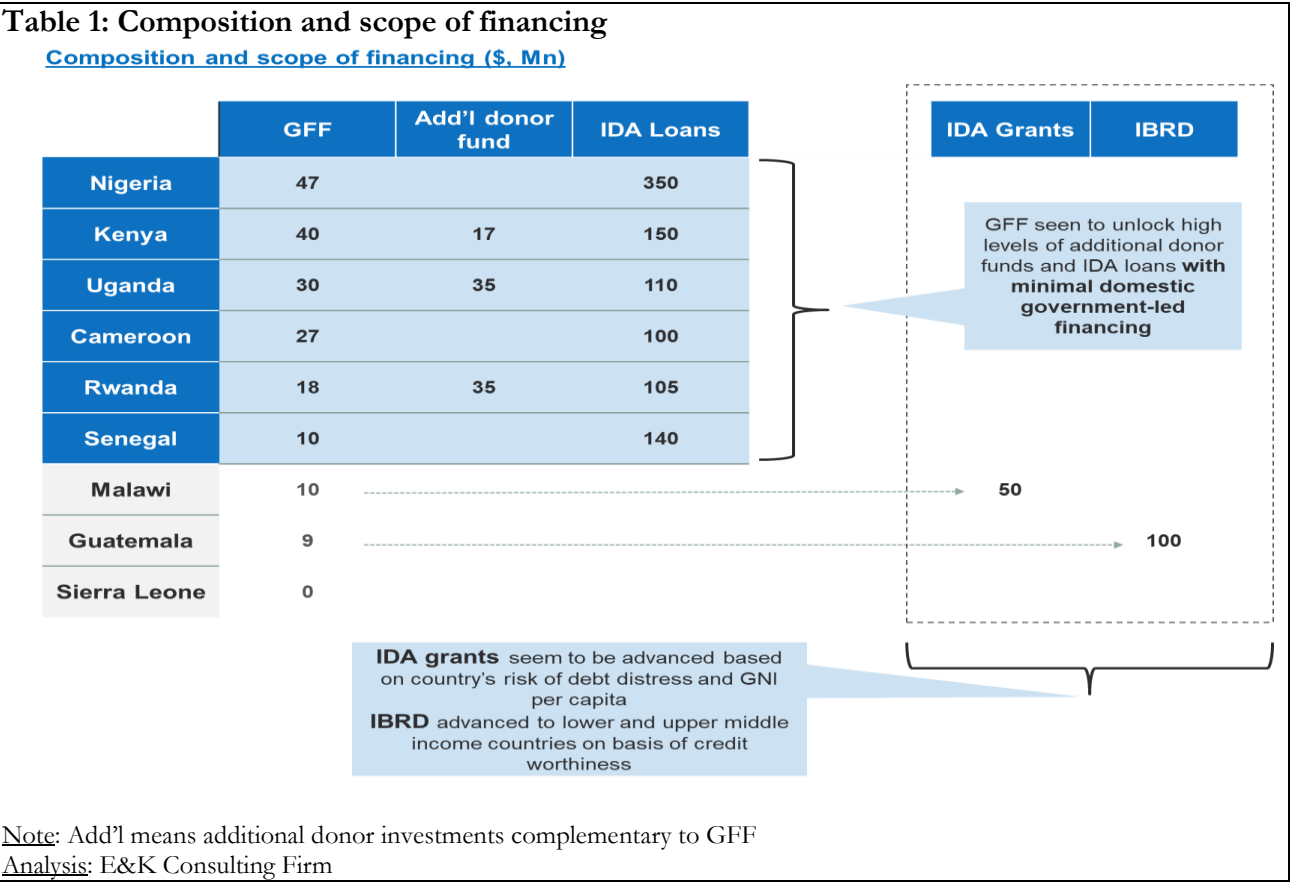 Table 1: Composition and scope of financing
Composition and scope of financing ($, Mn)
GFF Add’l donor fund IDA Loans IDA Grants IBRD
Nigeria 47 350
Kenya 40 17 150
Uganda 30 35 110
Cameroon 27 100
Rwanda 18 35 105
Senegal 10 140
Malawi 10 50
Guatemala 9 100
Sierra Leone 0
GFF seen to unlock high
levels of additional donor
funds and IDA loans with
minimal domestic
government-led
financing
IDA grants seem to be advanced based
on country’s risk of debt distress and GNI
per capita
IBRD advanced to lower and upper middle
income countries on basis of credit
worthiness
Note: Add’l means additional donor investments complementary to GFF
Analysis: E&K Consulting Firm